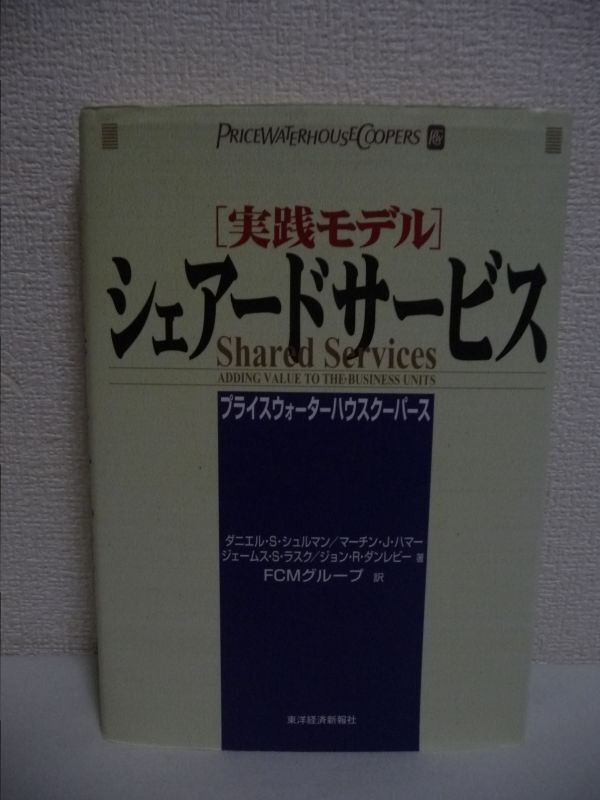 PRICEWATERHOUSECOOPERS
[実践モデル]
シェアードサービス
Shared Services
ADDING VALUE TO THE BUSINESS UNITS
プライスウォーターハウスクーパース
ダニエル・S・シュルマン／マーチン・J・ハマー
ジェームス・S・ラスク／ジョン・R・ダンレビー 著
FCMグループ 訳
東洋経済新報社